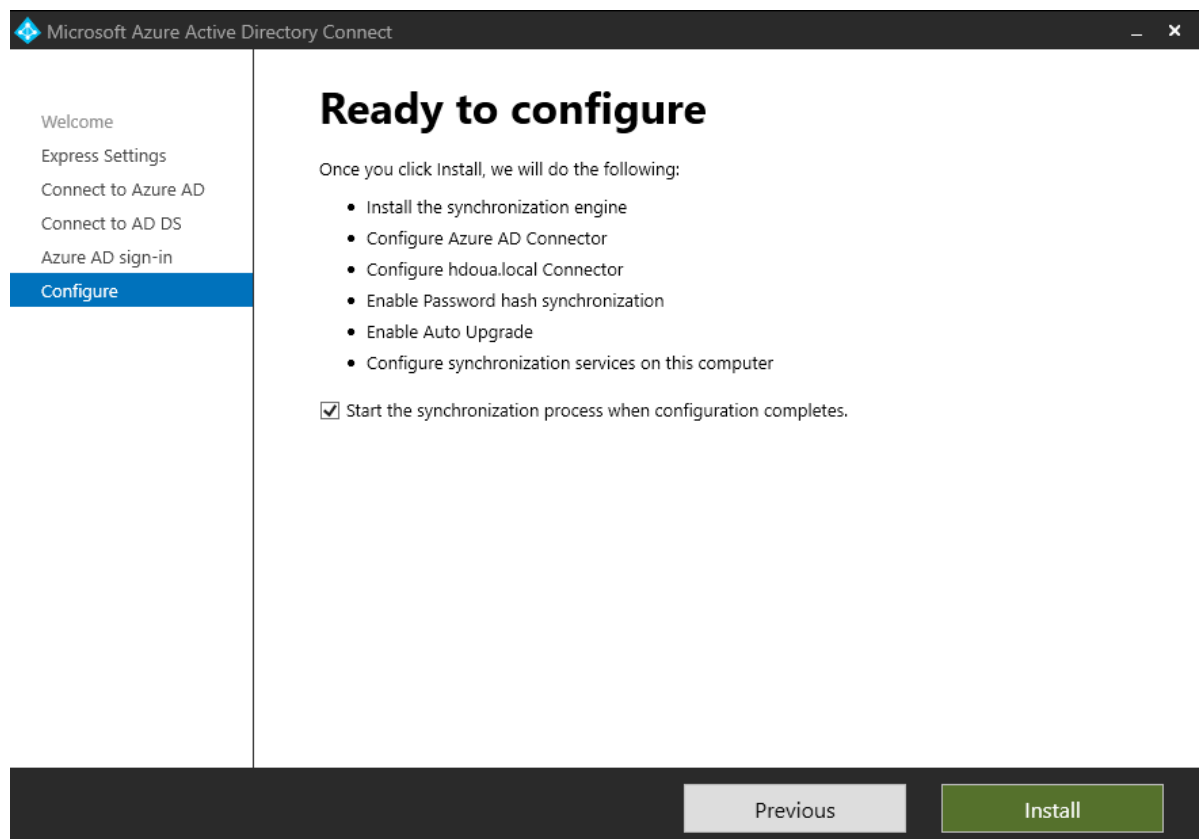 Microsoft Azure Active Directory Connect
Welcome
Express Settings
Connect to Azure AD
Connect to AD DS
Azure AD sign-in
Configure
Ready to configure
Once you click Install, we will do the following:
• Install the synchronization engine
• Configure Azure AD Connector
• Configure hdoua.local Connector
• Enable Password hash synchronization
• Enable Auto Upgrade
• Configure synchronization services on this computer
Start the synchronization process when configuration completes.
Previous
Install